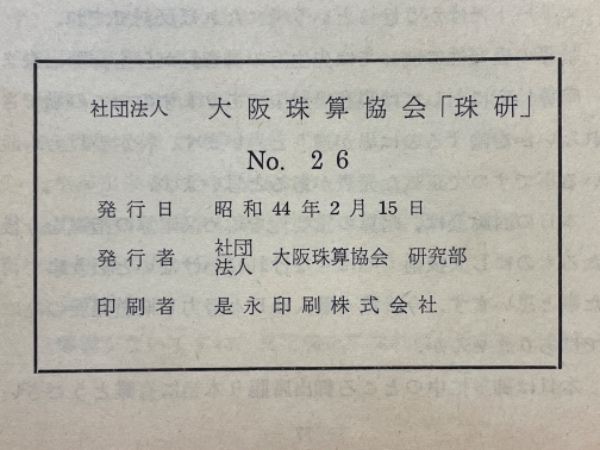 社団法人 大阪珠算協会「珠研」
No. 26
発行日 昭和44年2月15日
発行者 社団法人 大阪珠算協会 研究部
印刷者 是永印刷株式会社